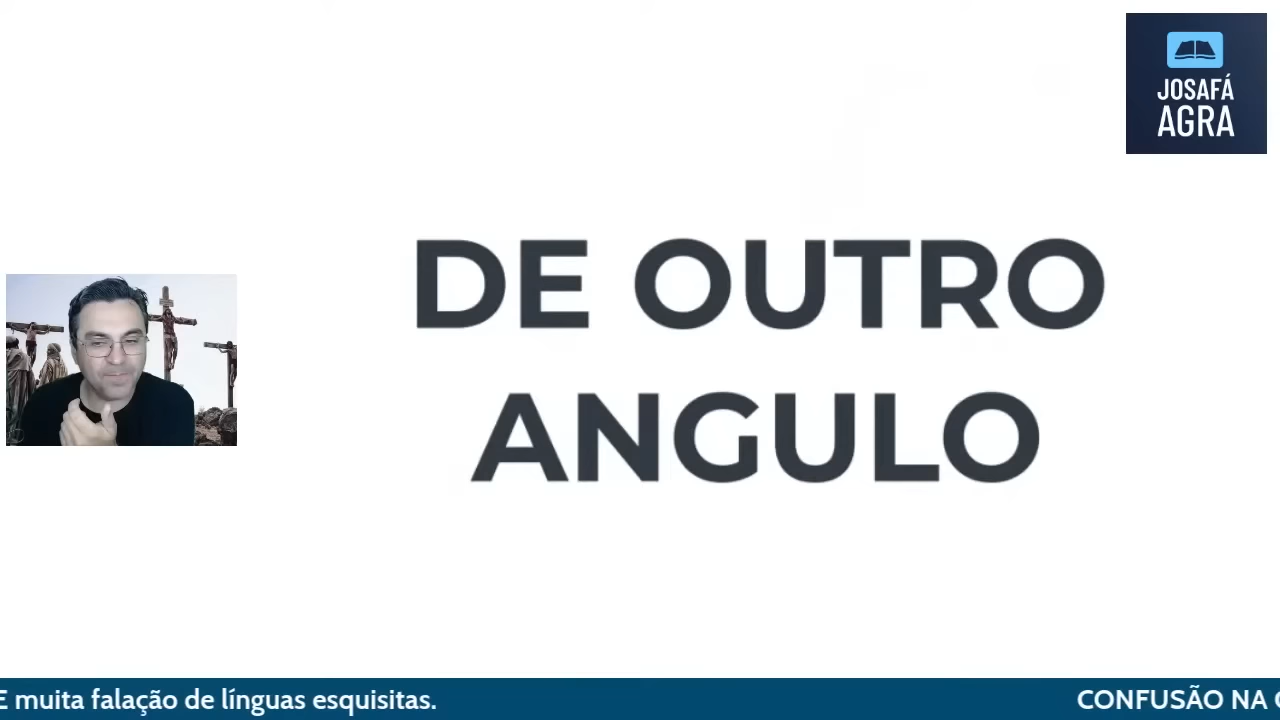 JOSAFÁ
AGRA
DE OUTRO
ANGULO
E muita falação de línguas esquisitas.
CONFUSÃO NA